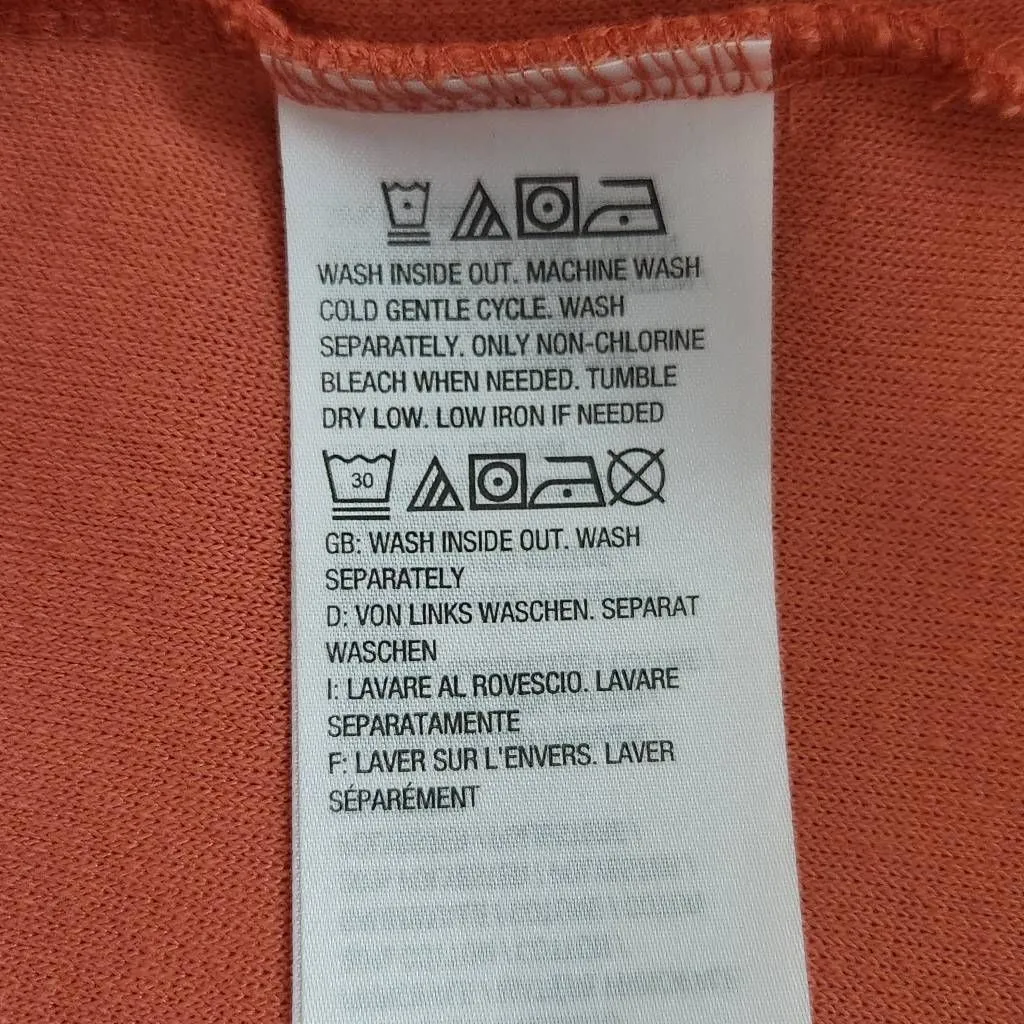 WASH INSIDE OUT. MACHINE WASH
COLD GENTLE CYCLE. WASH
SEPARATELY. ONLY NON-CHLORINE
BLEACH WHEN NEEDED. TUMBLE
DRY LOW. LOW IRON IF NEEDED
30
GB: WASH INSIDE OUT. WASH
SEPARATELY
D: VON LINKS WASCHEN. SEPARAT
WASCHEN
I: LAVARE AL ROVESCIO. LAVARE
SEPARATAMENTE
F: LAVER SUR L'ENVERS. LAVER
SÉPARÉMENT